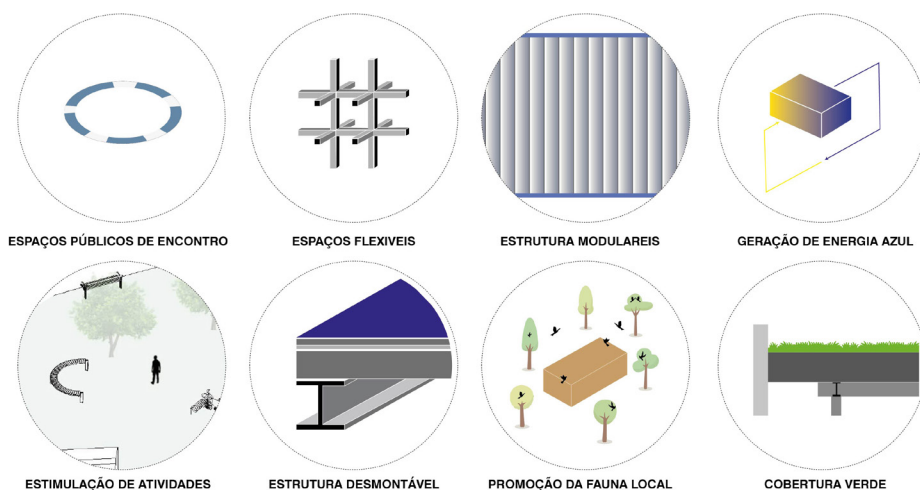 ESPAÇOS PÚBLICOS DE ENCONTRO
ESPAÇOS FLEXIVEIS
ESTRUTURA MODULAREIS
GERAÇÃO DE ENERGIA AZUL
ESTIMULAÇÃO DE ATIVIDADES
ESTRUTURA DESMONTÁVEL
PROMOÇÃO DA FAUNA LOCAL
COBERTURA VERDE